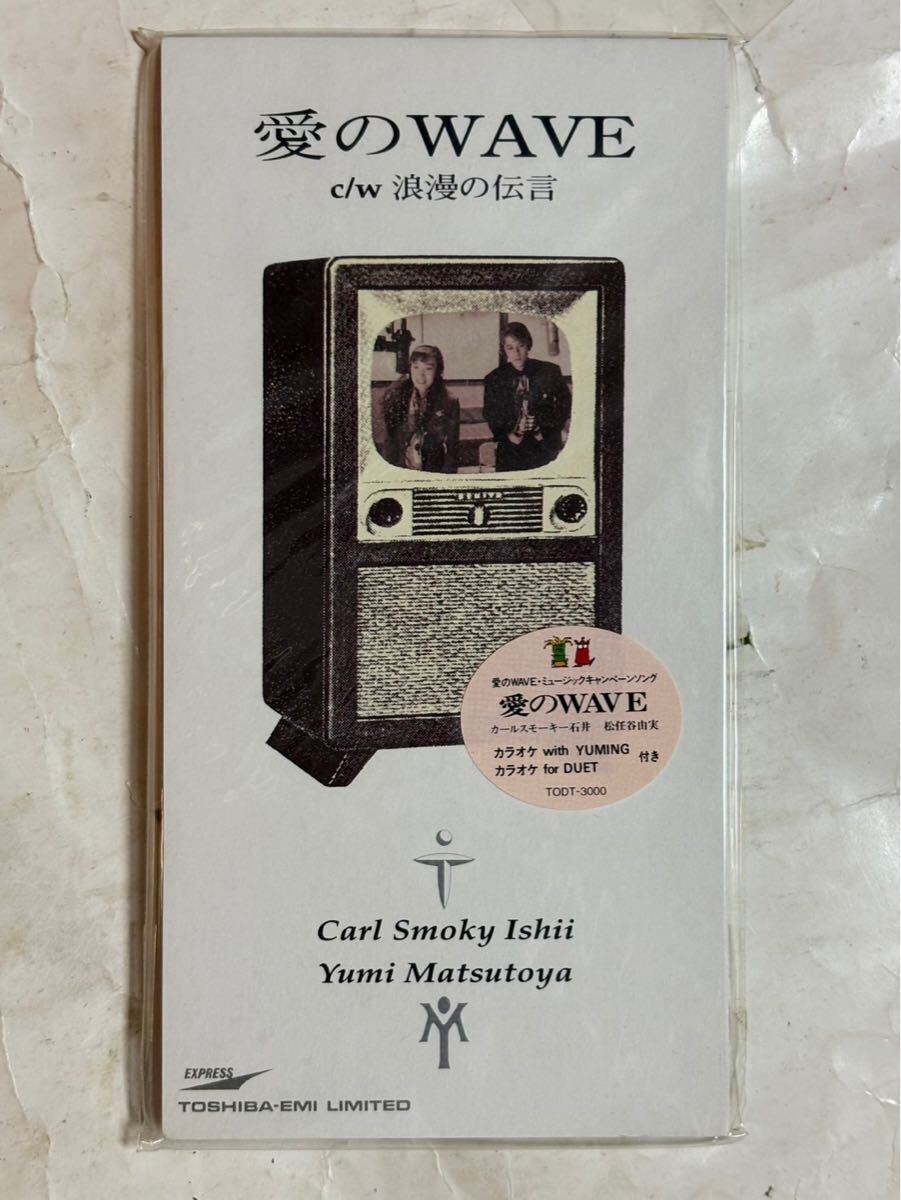 愛のWAVE
c/w 浪漫の伝言
ZENITH
愛のWAVE・ミュージックキャンペーンソング
愛のWAVE
カールスモーキー石井 松任谷由実
カラオケ with YUMING
カラオケ for DUET
付き
TODT-3000
Carl Smoky Ishii
Yumi Matsutoya
EXPRESS
TOSHIBA-EMI LIMITED